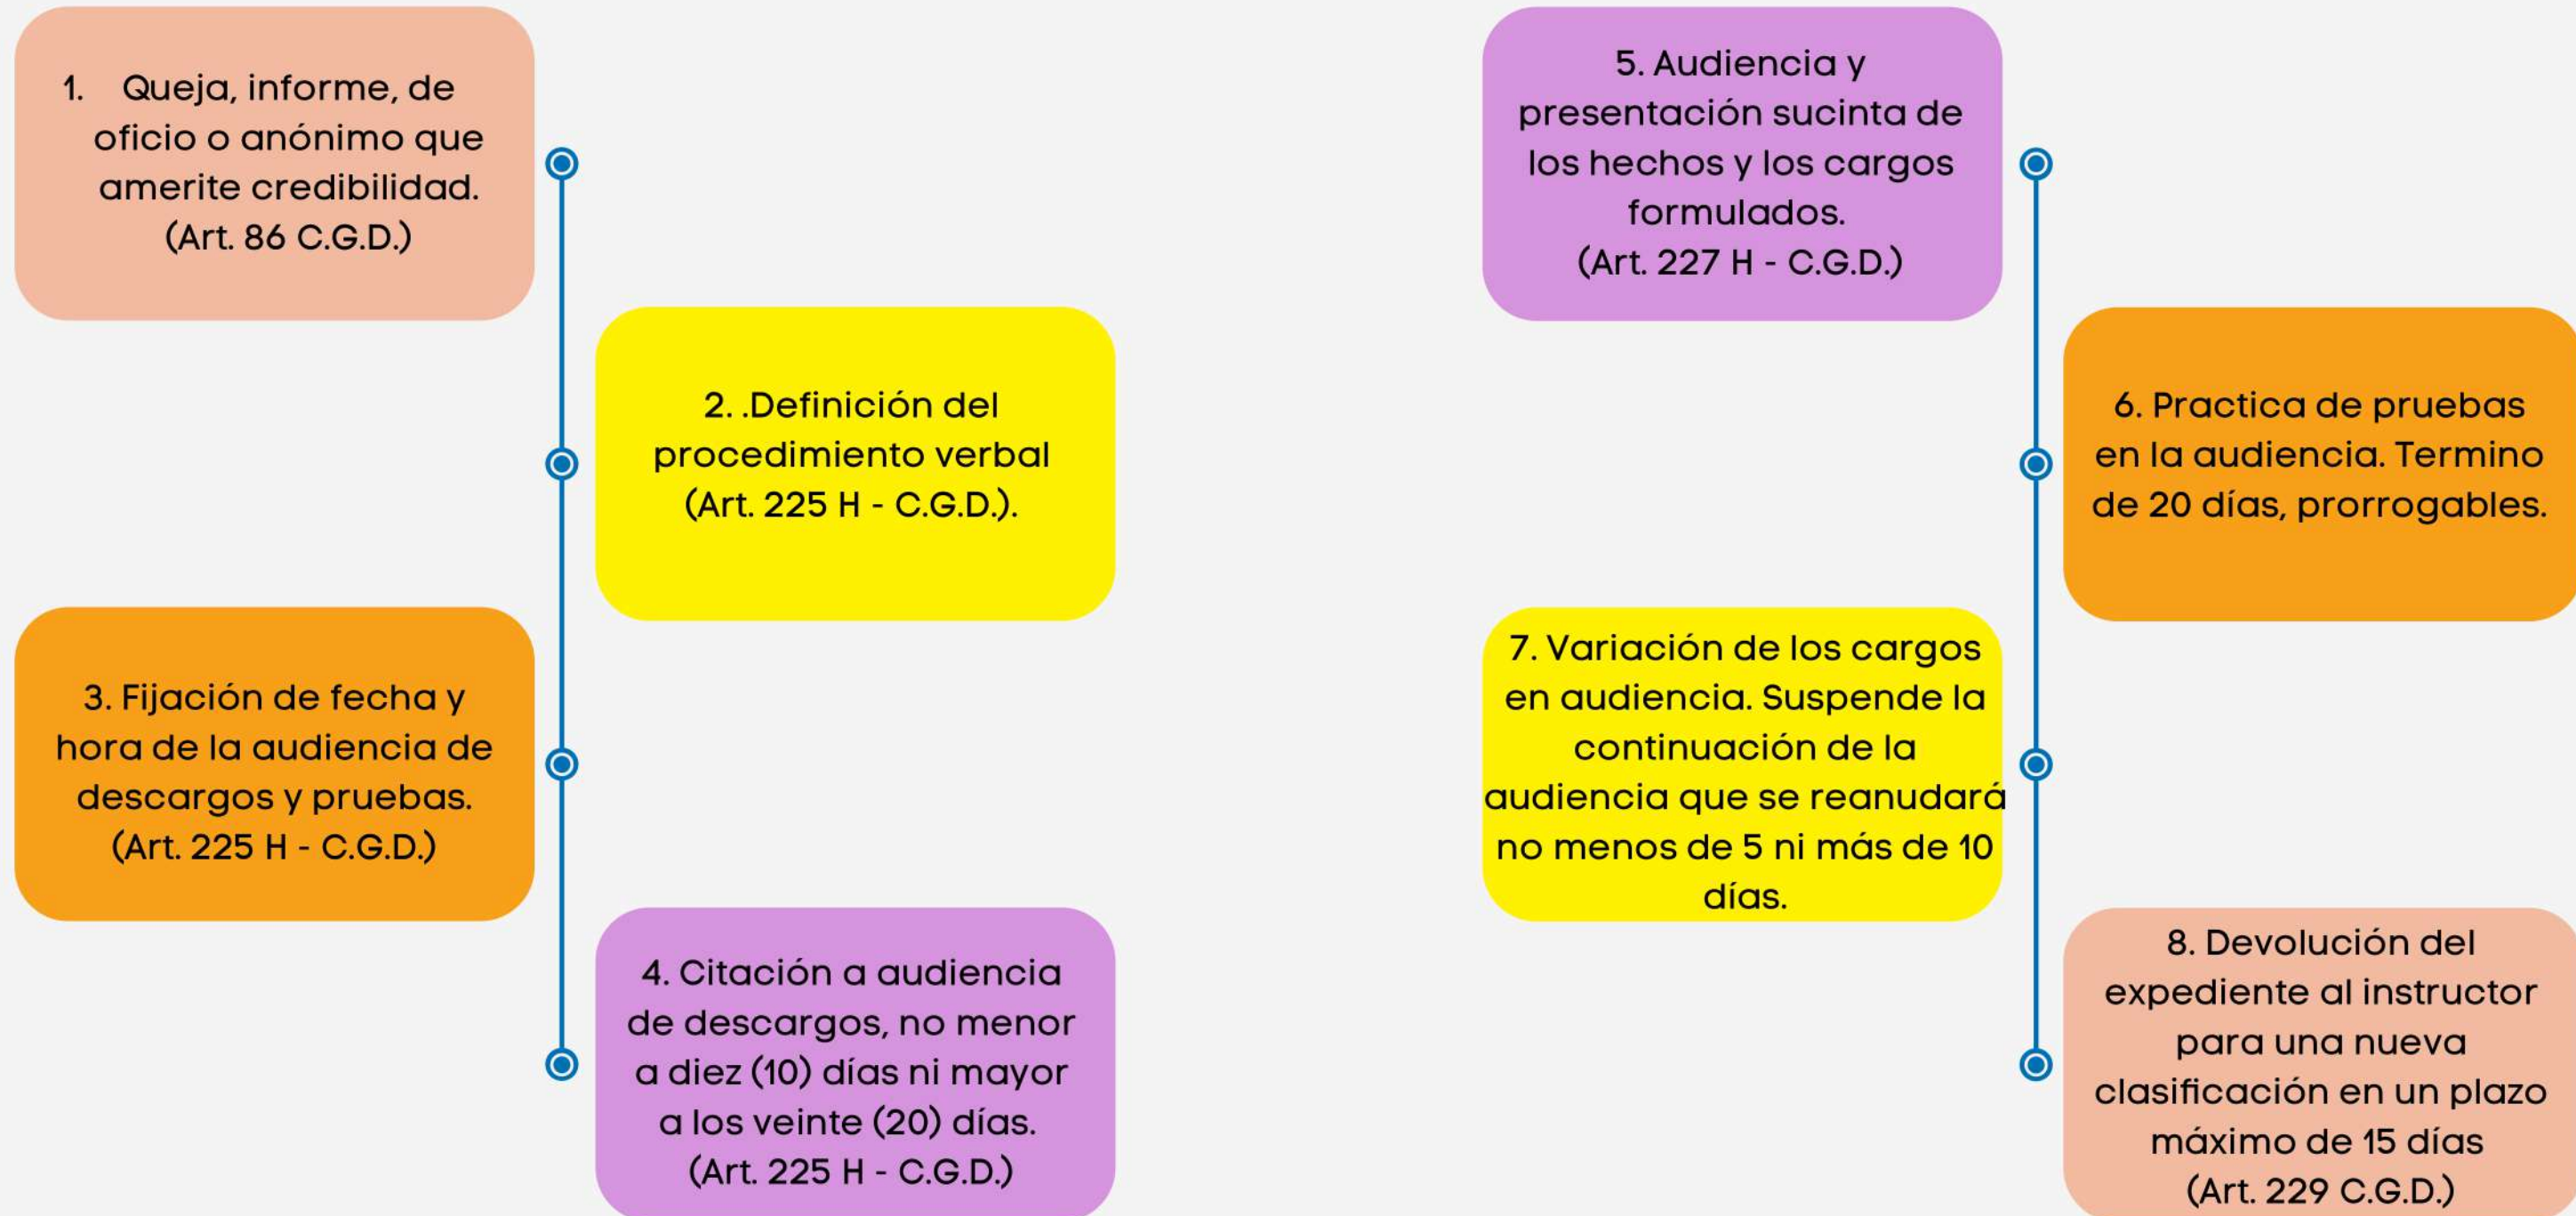 1. Queja, informe, de
oficio o anónimo que
amerite credibilidad.
(Art. 86 C.G.D.)
2. .Definición del
procedimiento verbal
(Art. 225 H - C.G.D.).
3. Fijación de fecha y
hora de la audiencia de
descargos y pruebas.
(Art. 225 H - C.G.D.)
4. Citación a audiencia
de descargos, no menor
a diez (10) días ni mayor
a los veinte (20) días.
(Art. 225 H - C.G.D.)
5. Audiencia y
presentación sucinta de
los hechos y los cargos
formulados.
(Art. 227 H - C.G.D.)
6. Practica de pruebas
en la audiencia. Termino
de 20 días, prorrogables.
7. Variación de los cargos
en audiencia. Suspende la
continuación de la
audiencia que se reanudará
no menos de 5 ni más de 10
días.
8. Devolución del
expediente al instructor
para una nueva
clasificación en un plazo
máximo de 15 días
(Art. 229 C.G.D.)